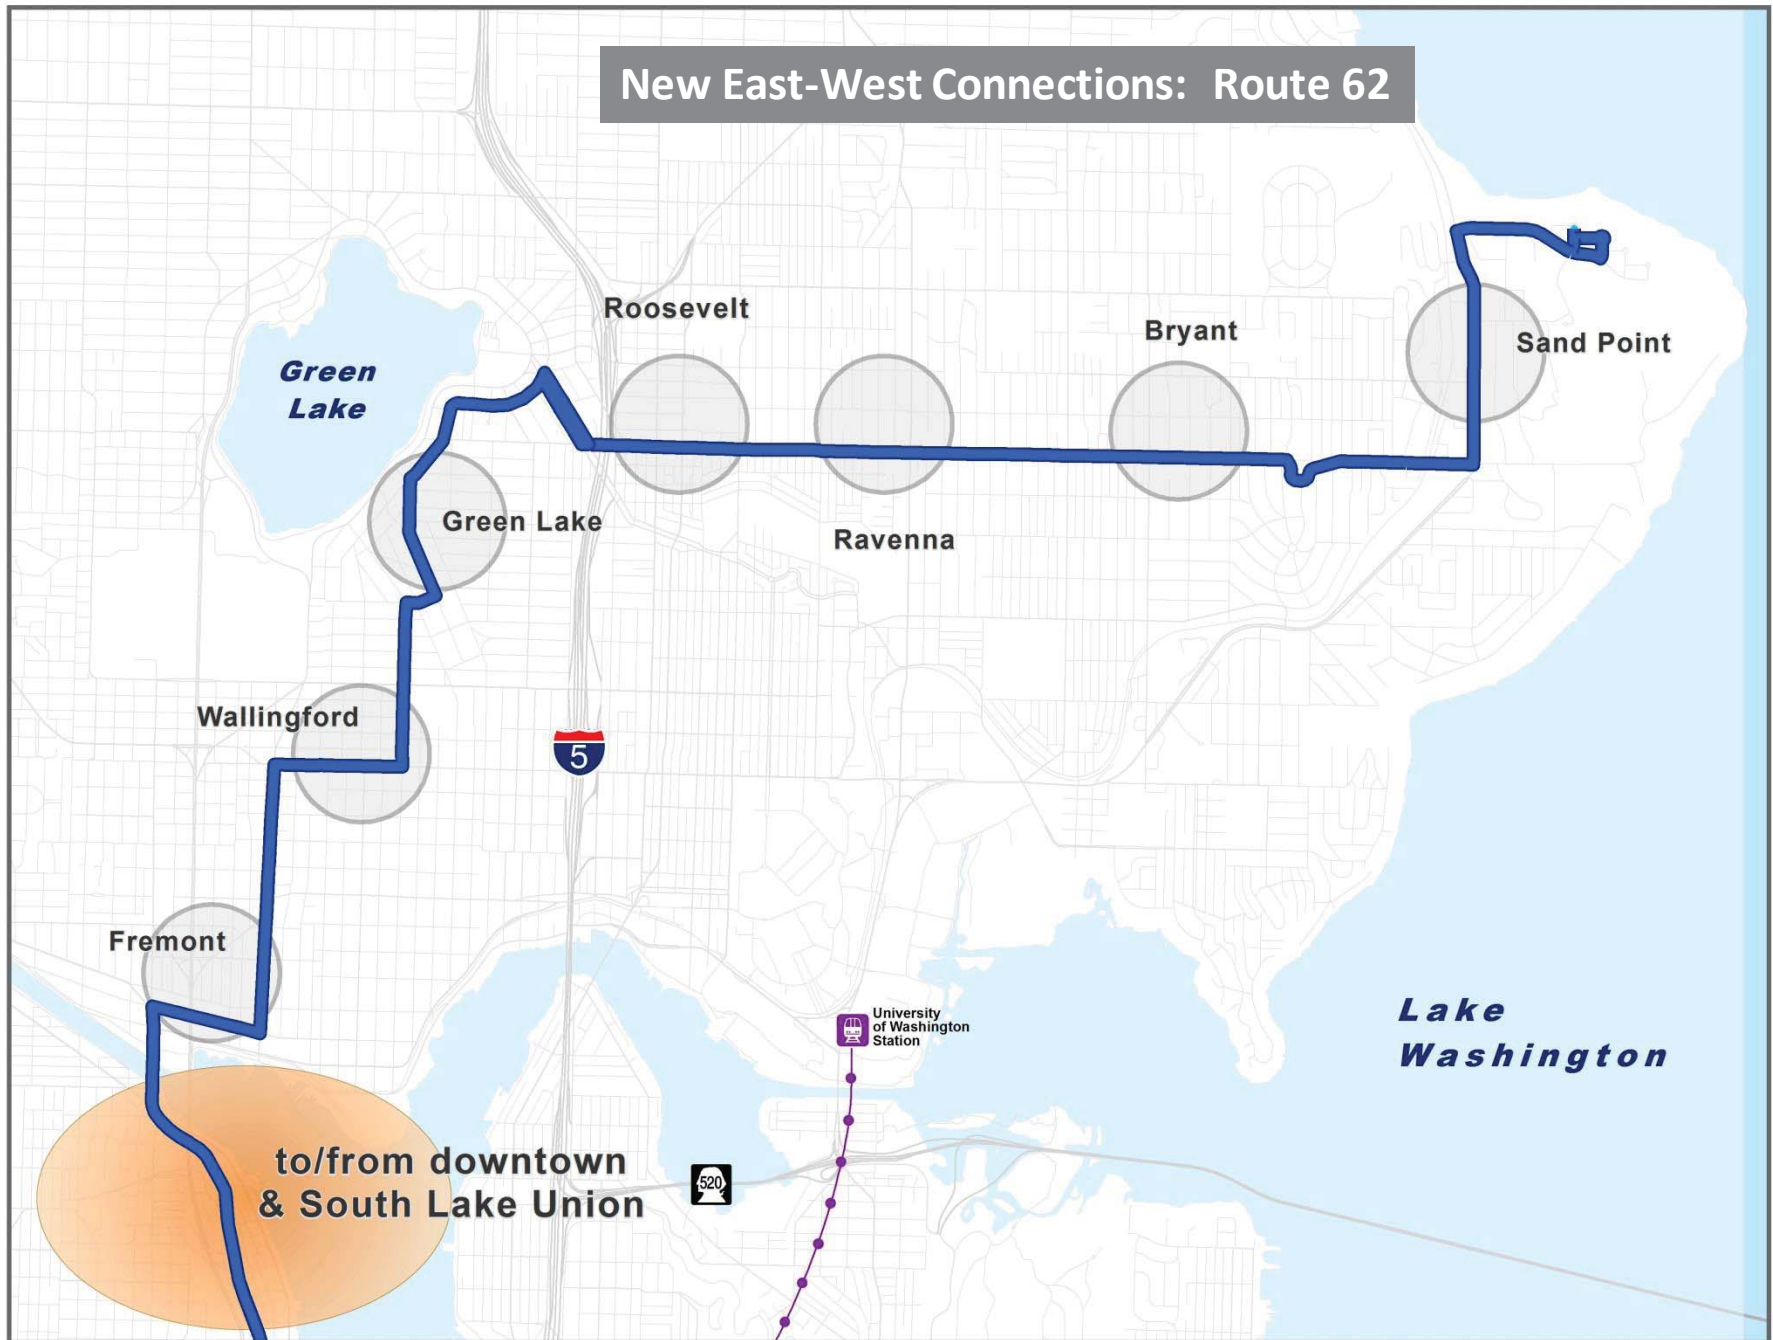 New East-West Connections: Route 62
Roosevelt
Bryant
Sand Point
Green
Lake
Green Lake
Ravenna
Wallingford
5
Fremont
University
of Washington
Station
Lake
Washington
to/from downtown
& South Lake Union
520